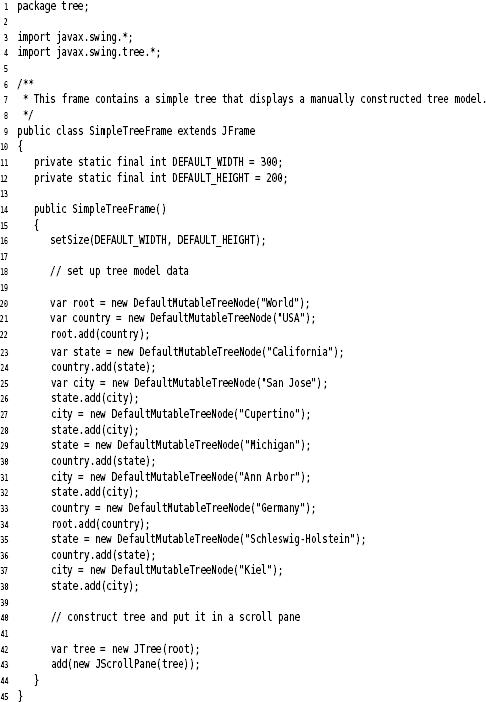 1 package tree;
2
3 import javax.swing.*;
4 import javax.swing.tree.*;
5
6 /**
7  * This frame contains a simple tree that displays a manually constructed tree model.
8  */
9 public class SimpleTreeFrame extends JFrame
10 {
11    private static final int DEFAULT_WIDTH = 300;
12    private static final int DEFAULT_HEIGHT = 200;
13
14    public SimpleTreeFrame()
15    {
16       setSize(DEFAULT_WIDTH, DEFAULT_HEIGHT);
17
18       // set up tree model data
19
20       var root = new DefaultMutableTreeNode("World");
21       var country = new DefaultMutableTreeNode("USA");
22       root.add(country);
23       var state = new DefaultMutableTreeNode("California");
24       country.add(state);
25       var city = new DefaultMutableTreeNode("San Jose");
26       state.add(city);
27       city = new DefaultMutableTreeNode("Cupertino");
28       state.add(city);
29       state = new DefaultMutableTreeNode("Michigan");
30       country.add(state);
31       city = new DefaultMutableTreeNode("Ann Arbor");
32       state.add(city);
33       country = new DefaultMutableTreeNode("Germany");
34       root.add(country);
35       state = new DefaultMutableTreeNode("Schleswig-Holstein");
36       country.add(state);
37       city = new DefaultMutableTreeNode("Kiel");
38       state.add(city);
39
40       // construct tree and put it in a scroll pane
41
42       var tree = new JTree(root);
43       add(new JScrollPane(tree));
44    }
45 }